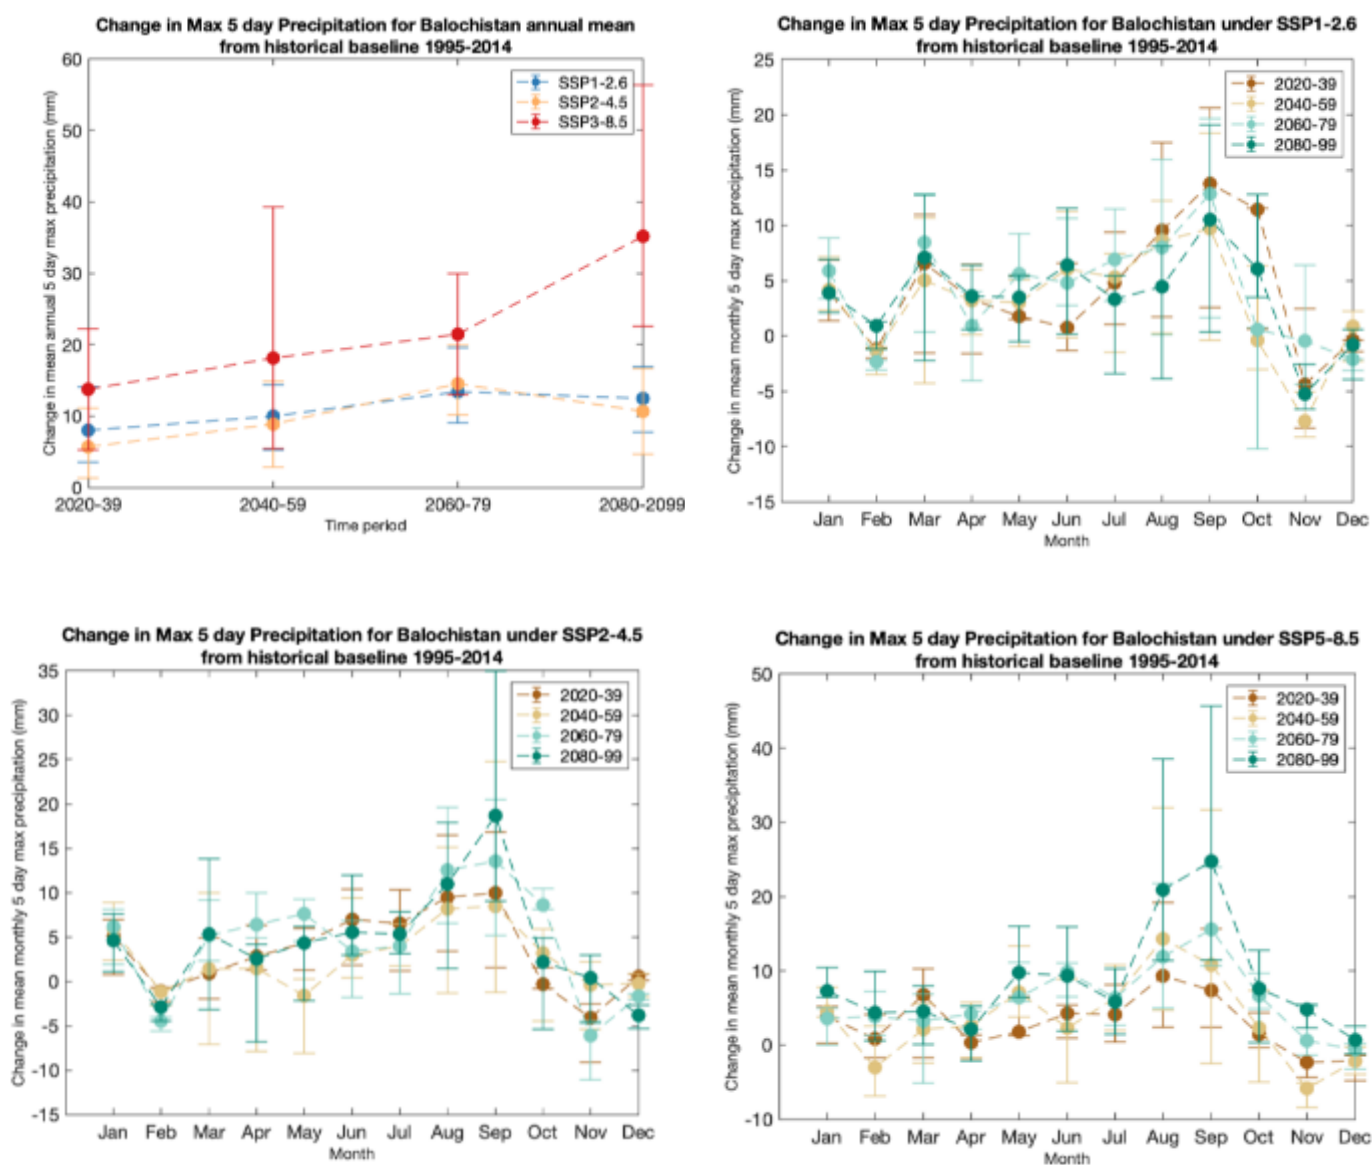 Change in Max 5 day Precipitation for Balochistan annual mean
from historical baseline 1995-2014
60
50
40
30
20
10
0
Change in mean annual 5 day max precipitation (mm)
SSP1-2.6
SSP2-4.5
SSP3-8.5
2020-39 2040-59 2060-79 2080-2099
Time period
Change in Max 5 day Precipitation for Balochistan under SSP1-2.6
from historical baseline 1995-2014
25
20
15
10
5
0
-5
-10
-15
Change in mean monthly 5 day max precipitation (mm)
2020-39
2040-59
2060-79
2080-99
Jan Feb Mar Apr May Jun Jul Aug Sep Oct Nov Dec
Month
Change in Max 5 day Precipitation for Balochistan under SSP2-4.5
from historical baseline 1995-2014
35
30
25
20
15
10
5
0
-5
-10
-15
Change in mean monthly 5 day max precipitation (mm)
2020-39
2040-59
2060-79
2080-99
Jan Feb Mar Apr May Jun Jul Aug Sep Oct Nov Dec
Month
Change in Max 5 day Precipitation for Balochistan under SSP5-8.5
from historical baseline 1995-2014
50
40
30
20
10
0
-10
Change in mean monthly 5 day max precipitation (mm)
2020-39
2040-59
2060-79
2080-99
Jan Feb Mar Apr May Jun Jul Aug Sep Oct Nov Dec
Month